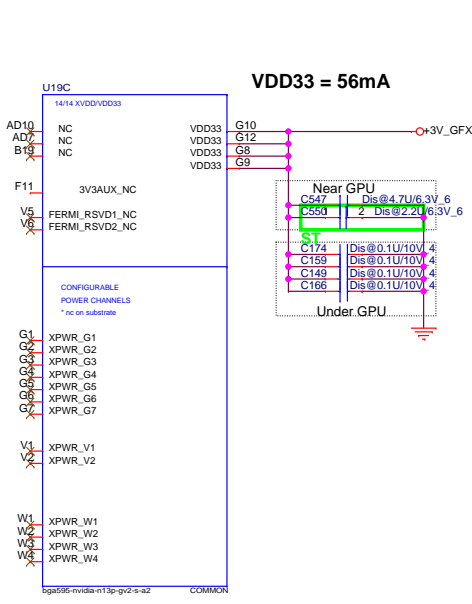 VDD33 = 56mA
U19C
14/14 XVDD/VDD33
AD10 NC VDD33 G10 +3V_GFX
AD7 NC VDD33 G12
B19 NC VDD33 G8
VDD33 G9
F11 3V3AUX_NC
V5 FERMI_RSVD1_NC
V6 FERMI_RSVD2_NC
Near GPU
C547 Dis@4.7U/6.3V_6
C550 1 2 Dis@2.2U/6.3V_6
ST
C174 Dis@0.1U/10V_4
C159 Dis@0.1U/10V_4
C149 Dis@0.1U/10V_4
C166 Dis@0.1U/10V_4
Under GPU
CONFIGURABLE
POWER CHANNELS
* nc on substrate
G1 XPWR_G1
G2 XPWR_G2
G3 XPWR_G3
G4 XPWR_G4
G5 XPWR_G5
G6 XPWR_G6
G7 XPWR_G7
V1 XPWR_V1
V2 XPWR_V2
W1 XPWR_W1
W2 XPWR_W2
W3 XPWR_W3
W4 XPWR_W4
bga595-nvidia-n13p-gv2-s-a2 COMMON